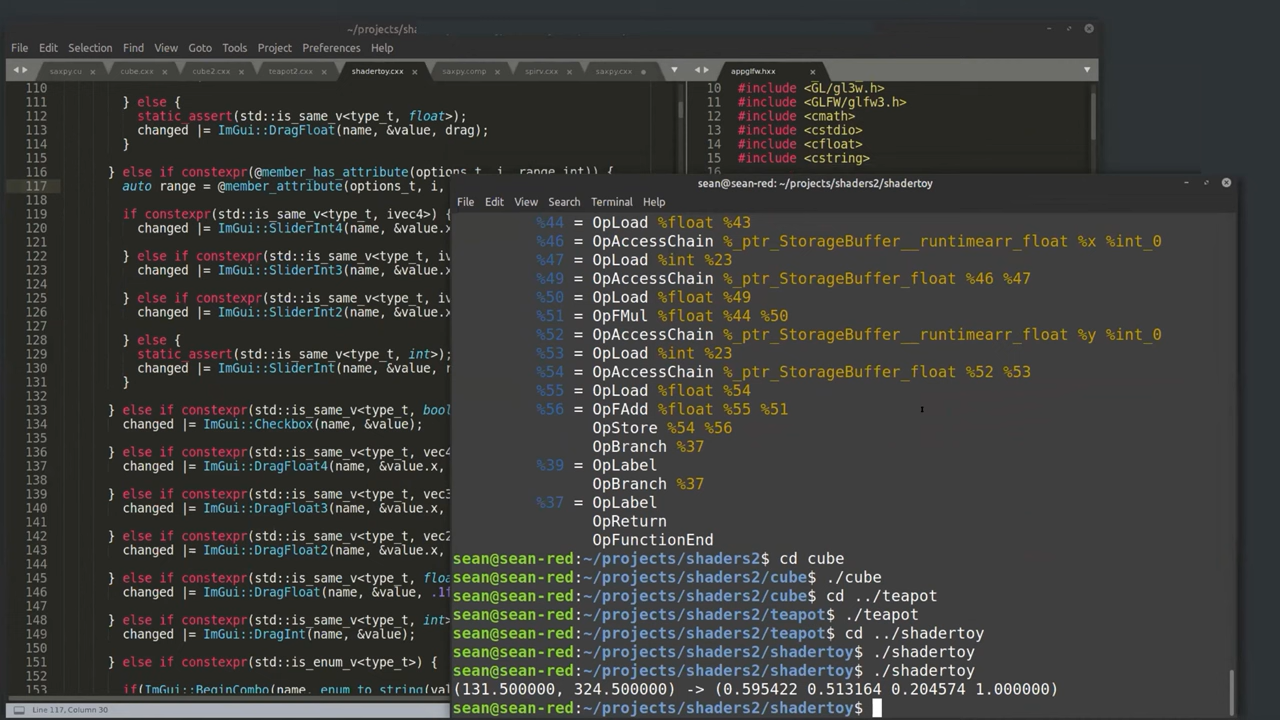 ~/projects/sha
File Edit Selection Find View Goto Tools Project Preferences Help
saxpy.cu × cube.cxx × cube2.cxx × teapot2.cxx × shadertoy.cxx × saxpy.comp × spirv.cxx × saxpy.cxx appglfw.hxx ×
110
111 } else {
112 static_assert(std::is_same_v<type_t, float>);
113 changed |= ImGui::DragFloat(name, &value, drag);
114 }
115
116 } else if constexpr(@member_has_attribute(options_t, i, range_int)) {
117 auto range = @member_attribute(options_t, i,
118
119 if constexpr(std::is_same_v<type_t, ivec4>)
120 changed |= ImGui::SliderInt4(name, &value.x
121
122 } else if constexpr(std::is_same_v<type_t, iv
123 changed |= ImGui::SliderInt3(name, &value.x
124
125 } else if constexpr(std::is_same_v<type_t, iv
126 changed |= ImGui::SliderInt2(name, &value.x
127
128 } else {
129 static_assert(std::is_same_v<type_t, int>);
130 changed |= ImGui::SliderInt(name, &value, r
131 }
132
133 } else if constexpr(std::is_same_v<type_t, bool
134 changed |= ImGui::Checkbox(name, &value);
135
136 } else if constexpr(std::is_same_v<type_t, vec4
137 changed |= ImGui::DragFloat4(name, &value.x,
138
139 } else if constexpr(std::is_same_v<type_t, vec3
140 changed |= ImGui::DragFloat3(name, &value.x,
141
142 } else if constexpr(std::is_same_v<type_t, vec2
143 changed |= ImGui::DragFloat2(name, &value.x,
144
145 } else if constexpr(std::is_same_v<type_t, floa
146 changed |= ImGui::DragFloat(name, &value, .1f
147
148 } else if constexpr(std::is_same_v<type_t, int>
149 changed |= ImGui::DragInt(name, &value);
150
151 } else if constexpr(std::is_enum_v<type_t>) {
152
153 if(ImGui::BeginCombo(name, enum_to_string(val
Line 117, Column 30
10 #include <GL/gl3w.h>
11 #include <GLFW/glfw3.h>
12 #include <cmath>
13 #include <cstdio>
14 #include <cfloat>
15 #include <cstring>
sean@sean-red: ~/projects/shaders2/shadertoy
File Edit View Search Terminal Help
%44 = OpLoad %float %43
%46 = OpAccessChain %_ptr_StorageBuffer__runtimearr_float %x %int_0
%47 = OpLoad %int %23
%49 = OpAccessChain %_ptr_StorageBuffer_float %46 %47
%50 = OpLoad %float %49
%51 = OpFMul %float %44 %50
%52 = OpAccessChain %_ptr_StorageBuffer__runtimearr_float %y %int_0
%53 = OpLoad %int %23
%54 = OpAccessChain %_ptr_StorageBuffer_float %52 %53
%55 = OpLoad %float %54
%56 = OpFAdd %float %55 %51
OpStore %54 %56
OpBranch %37
%39 = OpLabel
OpBranch %37
%37 = OpLabel
OpReturn
OpFunctionEnd
sean@sean-red:~/projects/shaders2$ cd cube
sean@sean-red:~/projects/shaders2/cube$ ./cube
sean@sean-red:~/projects/shaders2/cube$ cd ../teapot
sean@sean-red:~/projects/shaders2/teapot$ ./teapot
sean@sean-red:~/projects/shaders2/teapot$ cd ../shadertoy
sean@sean-red:~/projects/shaders2/shadertoy$ ./shadertoy
sean@sean-red:~/projects/shaders2/shadertoy$ ./shadertoy
(131.500000, 324.500000) -> (0.595422 0.513164 0.204574 1.000000)
sean@sean-red:~/projects/shaders2/shadertoy$